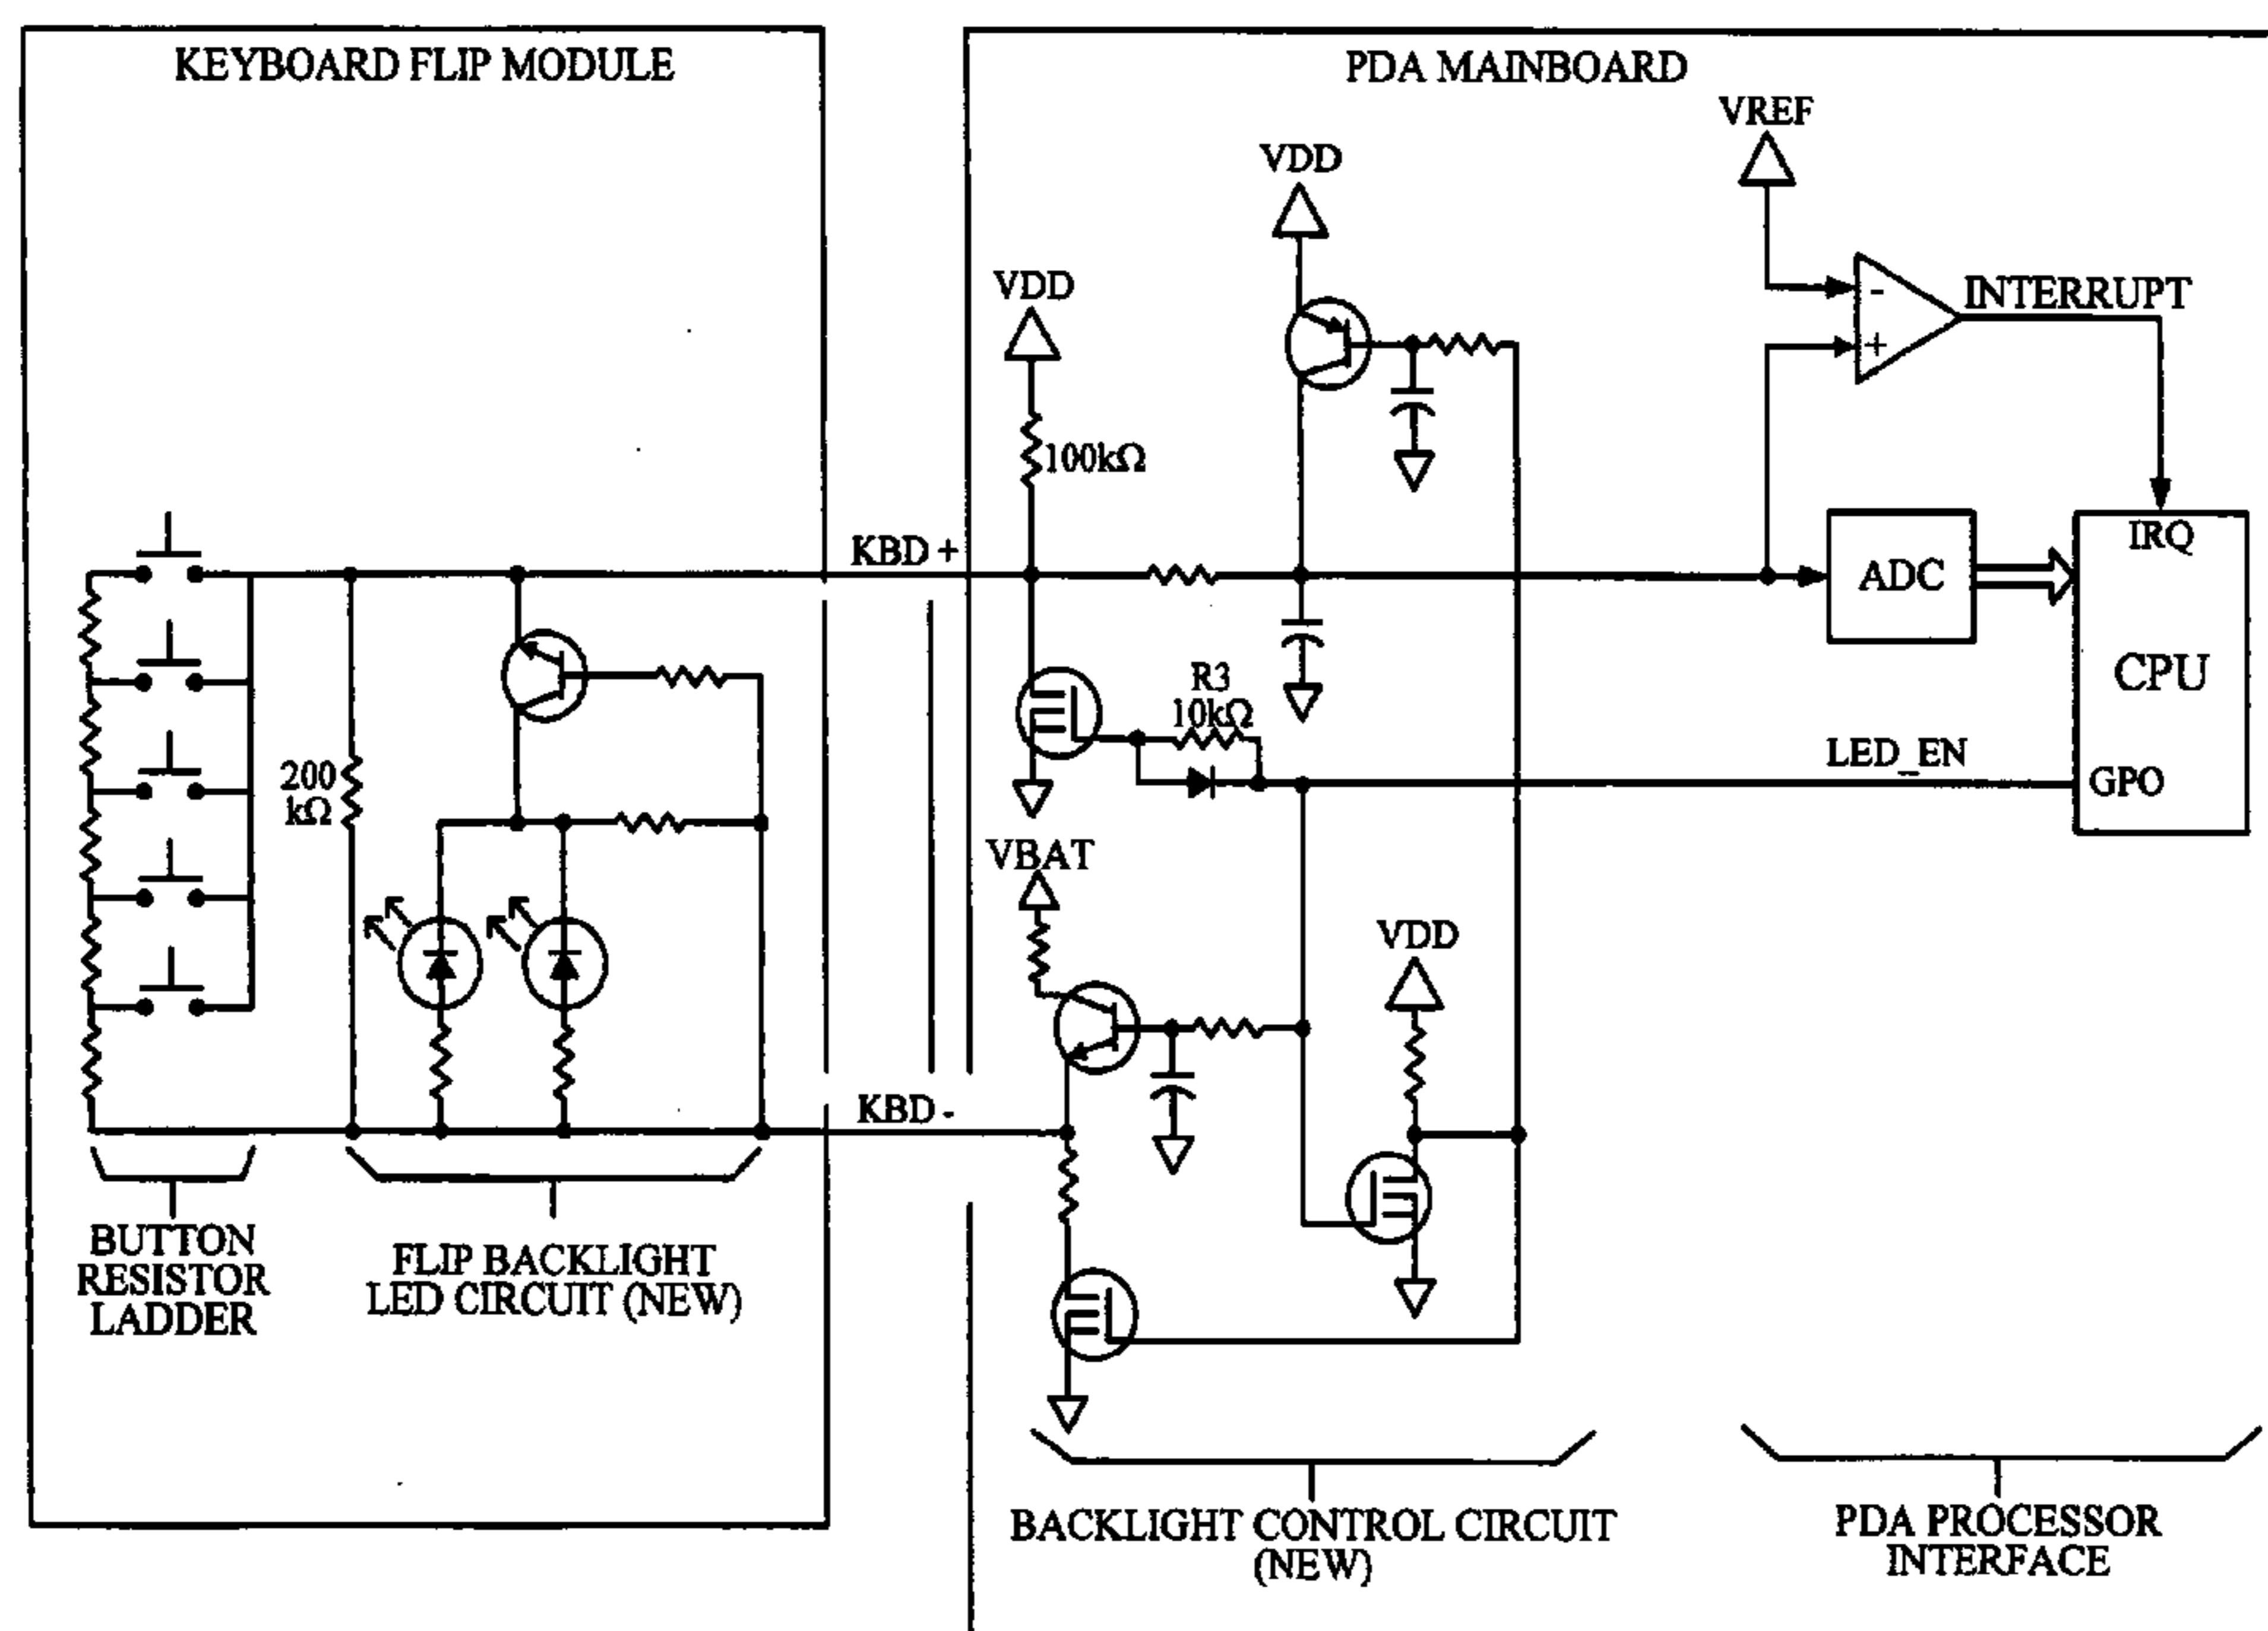 KEYBOARD FLIP MODULE
PDA MAINBOARD
VREF
VDD
VDD
-
+
INTERRUPT
100kΩ
KBD +
IRQ
ADC
CPU
R3
10kΩ
LED_EN
GPO
200
kΩ
VBAT
VDD
KBD -
BUTTON
RESISTOR
LADDER
FLIP BACKLIGHT
LED CIRCUIT (NEW)
BACKLIGHT CONTROL CIRCUIT
(NEW)
PDA PROCESSOR
INTERFACE